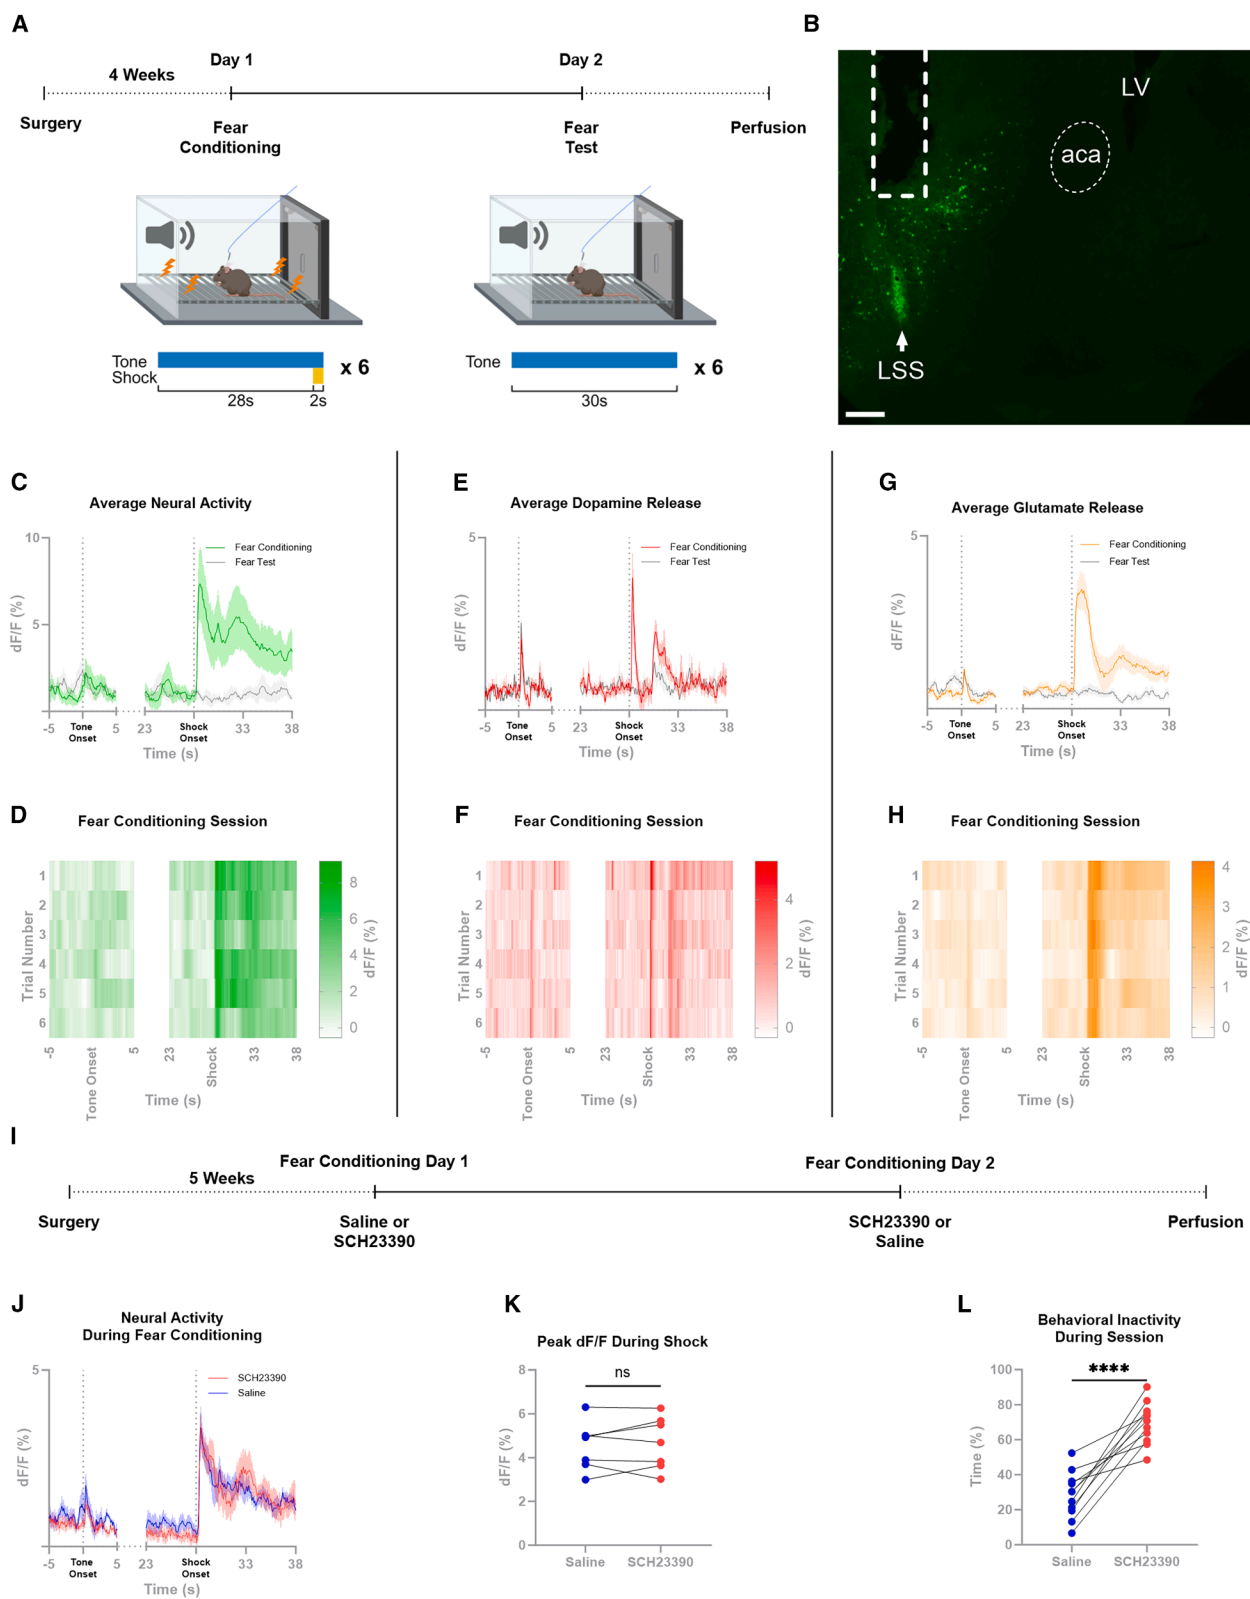 A
Day 1
Day 2
4 Weeks
Surgery
Fear
Conditioning
Fear
Test
Perfusion
Tone
Shock
x 6
28s
2s
Tone
x 6
30s
B
LV
aca
LSS
C
Average Neural Activity
10
5
dF/F (%)
Fear Conditioning
Fear Test
-5
Tone
Onset
5
23
Shock
Onset
33
38
Time (s)
E
Average Dopamine Release
5
dF/F (%)
Fear Conditioning
Fear Test
-5
Tone
Onset
5
23
Shock
Onset
33
38
Time (s)
G
Average Glutamate Release
5
dF/F (%)
Fear Conditioning
Fear Test
-5
Tone
Onset
5
23
Shock
Onset
33
38
Time (s)
D
Fear Conditioning Session
Trial Number
1
2
3
4
5
6
8
6
4
2
0
dF/F (%)
-5
Tone Onset
5
23
Shock
33
38
Time (s)
F
Fear Conditioning Session
Trial Number
1
2
3
4
5
6
4
2
0
dF/F (%)
-5
Tone Onset
5
23
Shock
33
38
Time (s)
H
Fear Conditioning Session
Trial Number
1
2
3
4
5
6
4
3
2
1
0
dF/F (%)
-5
Tone Onset
5
23
Shock
33
38
Time (s)
I
Fear Conditioning Day 1
Fear Conditioning Day 2
5 Weeks
Surgery
Saline or
SCH23390
SCH23390 or
Saline
Perfusion
J
Neural Activity
During Fear Conditioning
5
dF/F (%)
SCH23390
Saline
-5
Tone
Onset
5
23
Shock
Onset
33
38
Time (s)
K
Peak dF/F During Shock
8
6
4
2
0
dF/F (%)
ns
Saline
SCH23390
L
Behavioral Inactivity
During Session
100
80
60
40
20
0
Time (%)
****
Saline
SCH23390